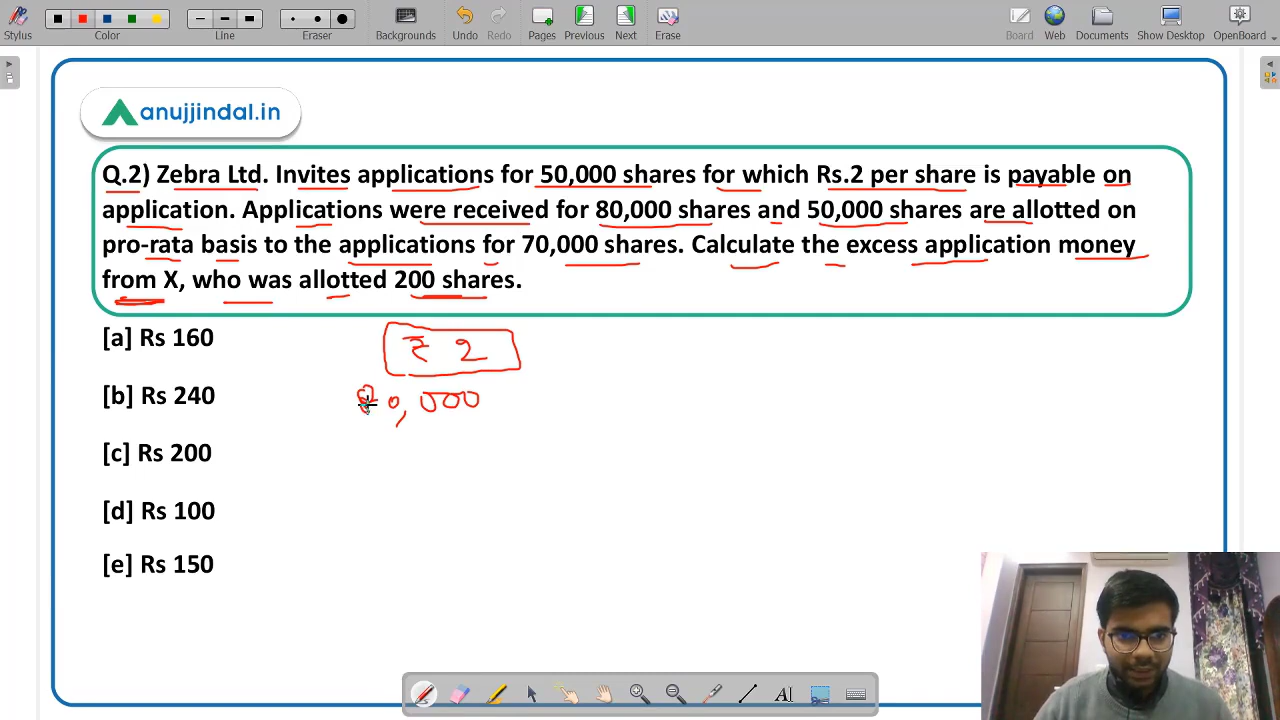 Stylus
Color
Line
Eraser
Backgrounds
Undo
Redo
Pages
Previous
Next
Erase
Board
Web
Documents
Show Desktop
OpenBoard
anujjindal.in
Q.2) Zebra Ltd. Invites applications for 50,000 shares for which Rs.2 per share is payable on
application. Applications were received for 80,000 shares and 50,000 shares are allotted on
pro-rata basis to the applications for 70,000 shares. Calculate the excess application money
from X, who was allotted 200 shares.
[a] Rs 160
₹ 2
[b] Rs 240
80,000
[c] Rs 200
[d] Rs 100
[e] Rs 150
AI